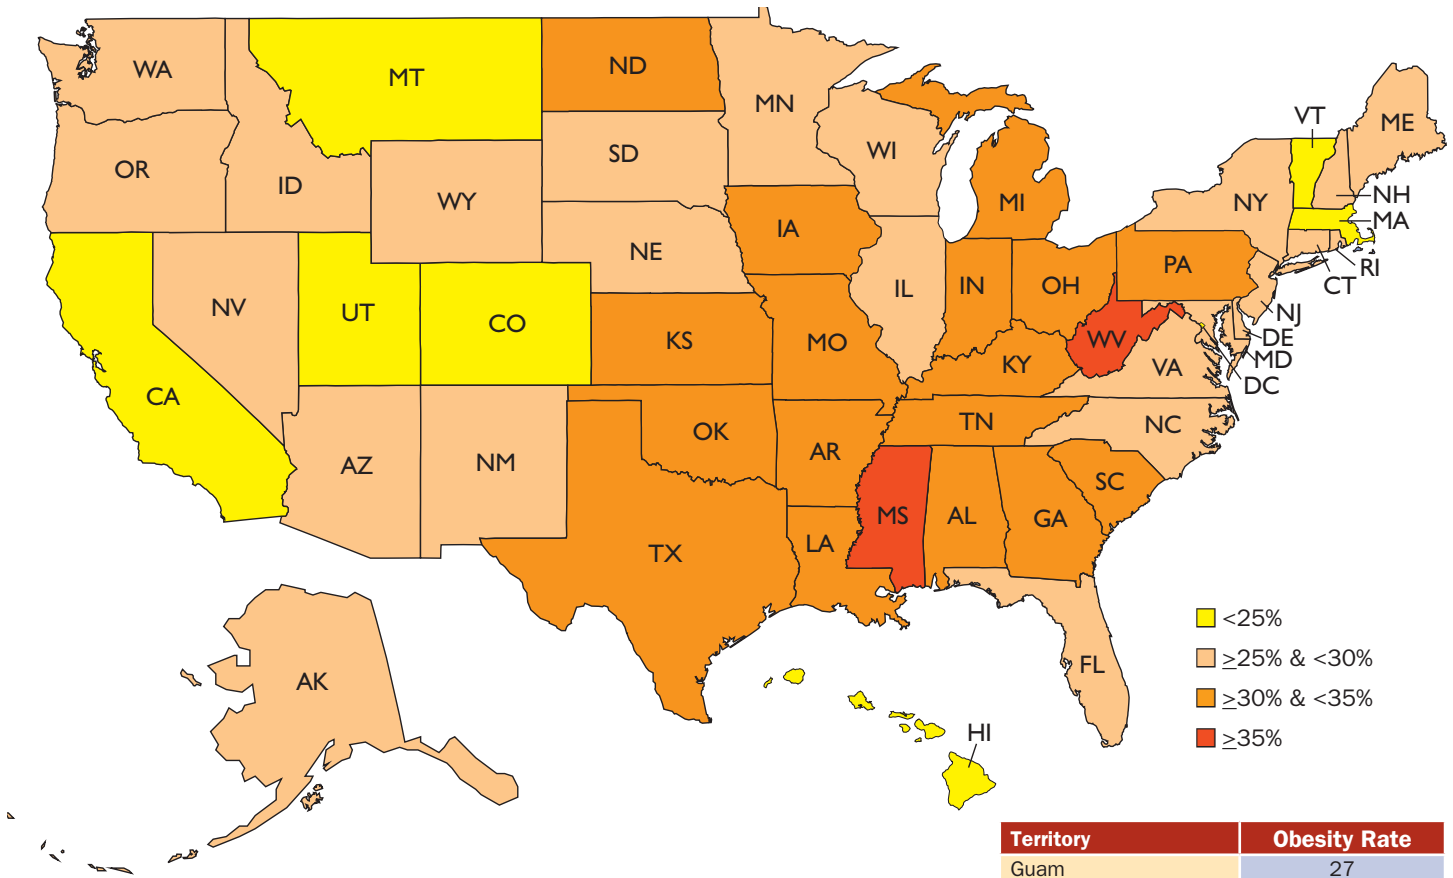 WA
MT
ND
MN
VT
ME
OR
ID
SD
WI
WY
MI
NY
NH
MA
IA
NE
PA
RI
CT
NV
UT
CO
IL
IN
OH
NJ
DE
MD
DC
WV
VA
KS
MO
KY
CA
TN
NC
AZ
NM
OK
AR
SC
MS
AL
GA
TX
LA
<25%
≥25% & <30%
≥30% & <35%
≥35%
FL
AK
HI
Territory Obesity Rate
Guam 27